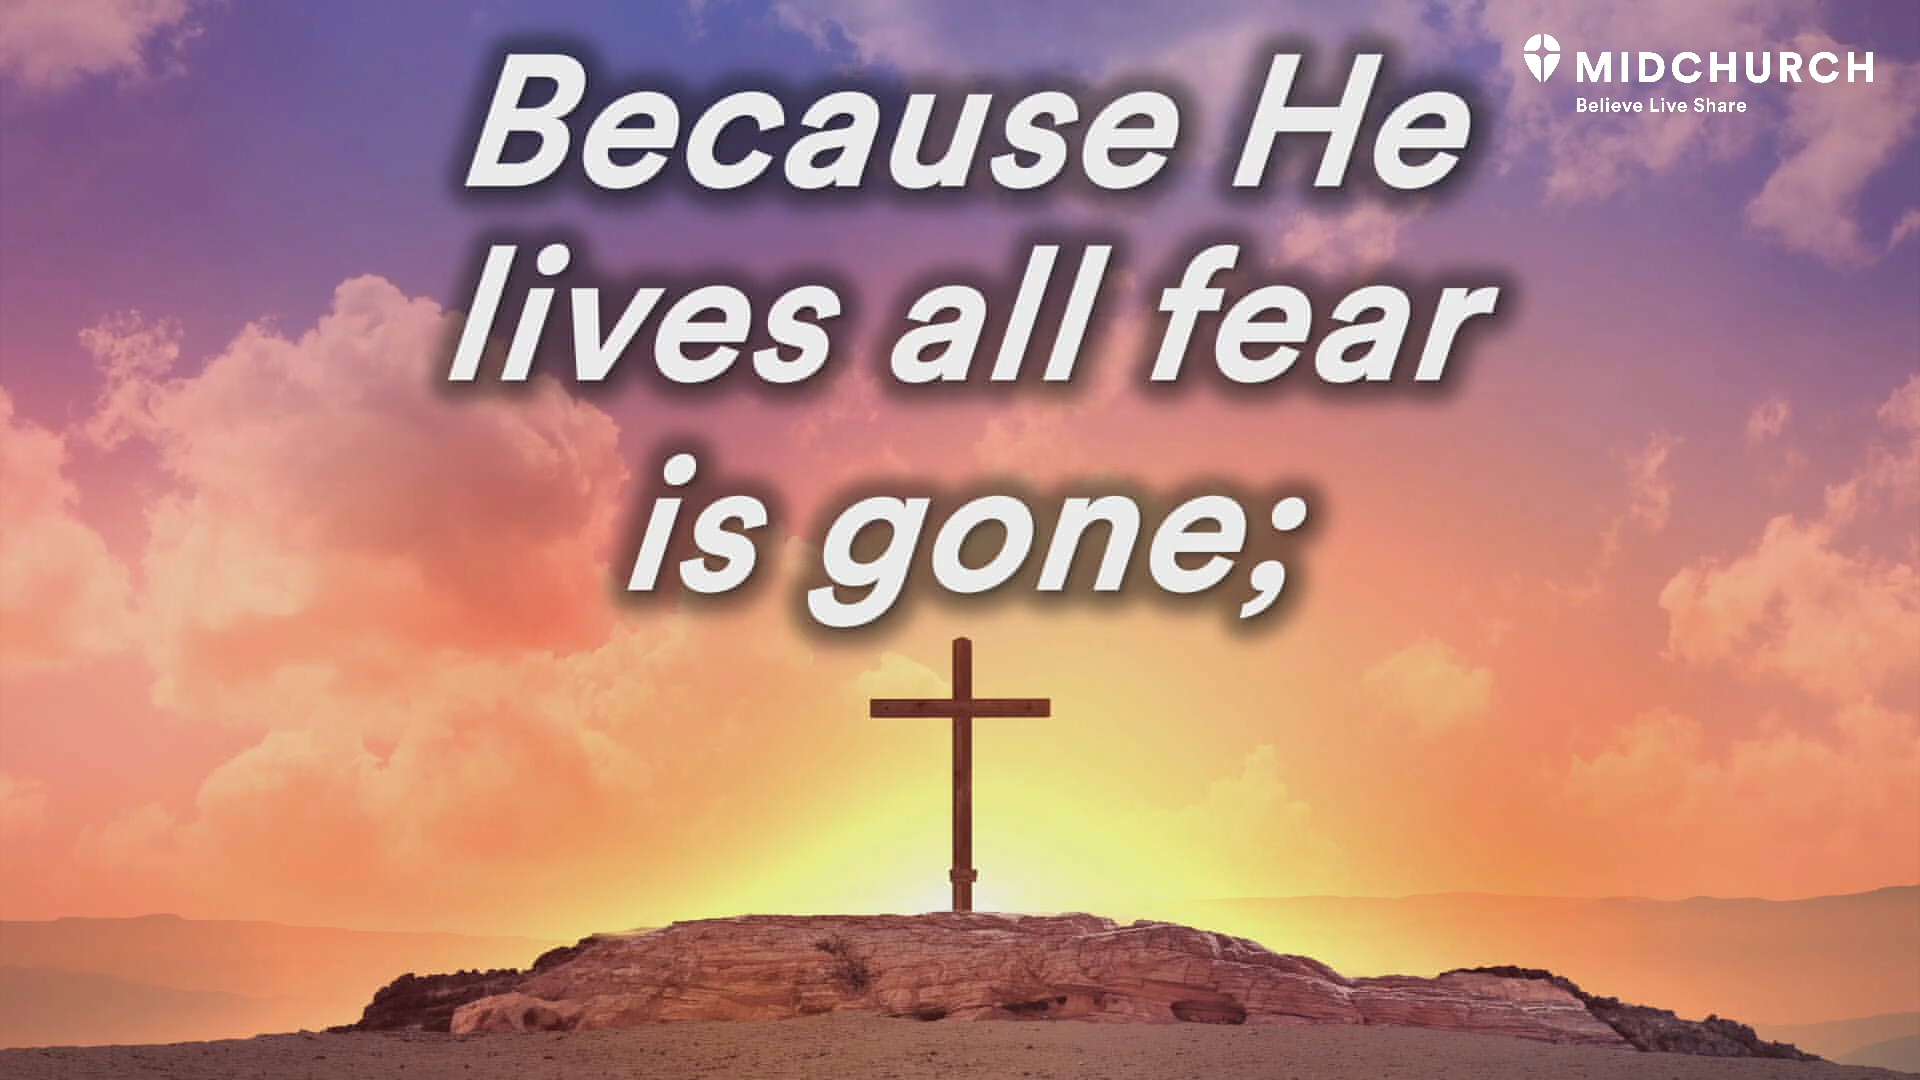 Because He
lives all fear
is gone;
MIDCHURCH
Believe Live Share